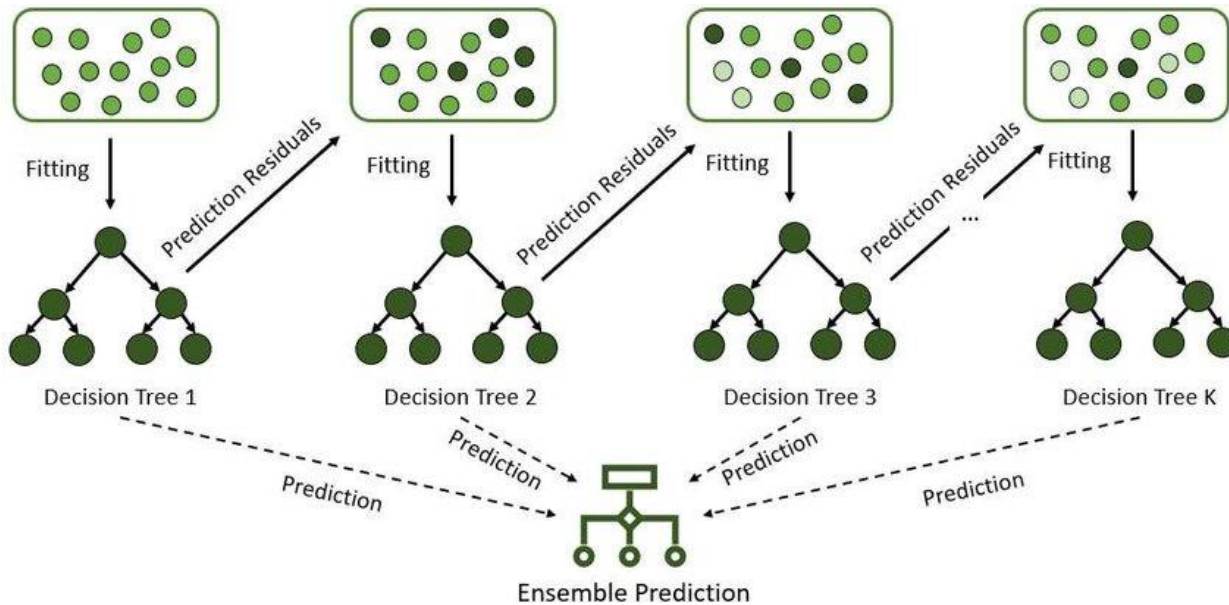 Fitting
Prediction Residuals
Fitting
Prediction Residuals
Fitting
Prediction Residuals
...
Fitting
Decision Tree 1
Decision Tree 2
Decision Tree 3
Decision Tree K
Prediction
Prediction
Prediction
Prediction
Ensemble Prediction